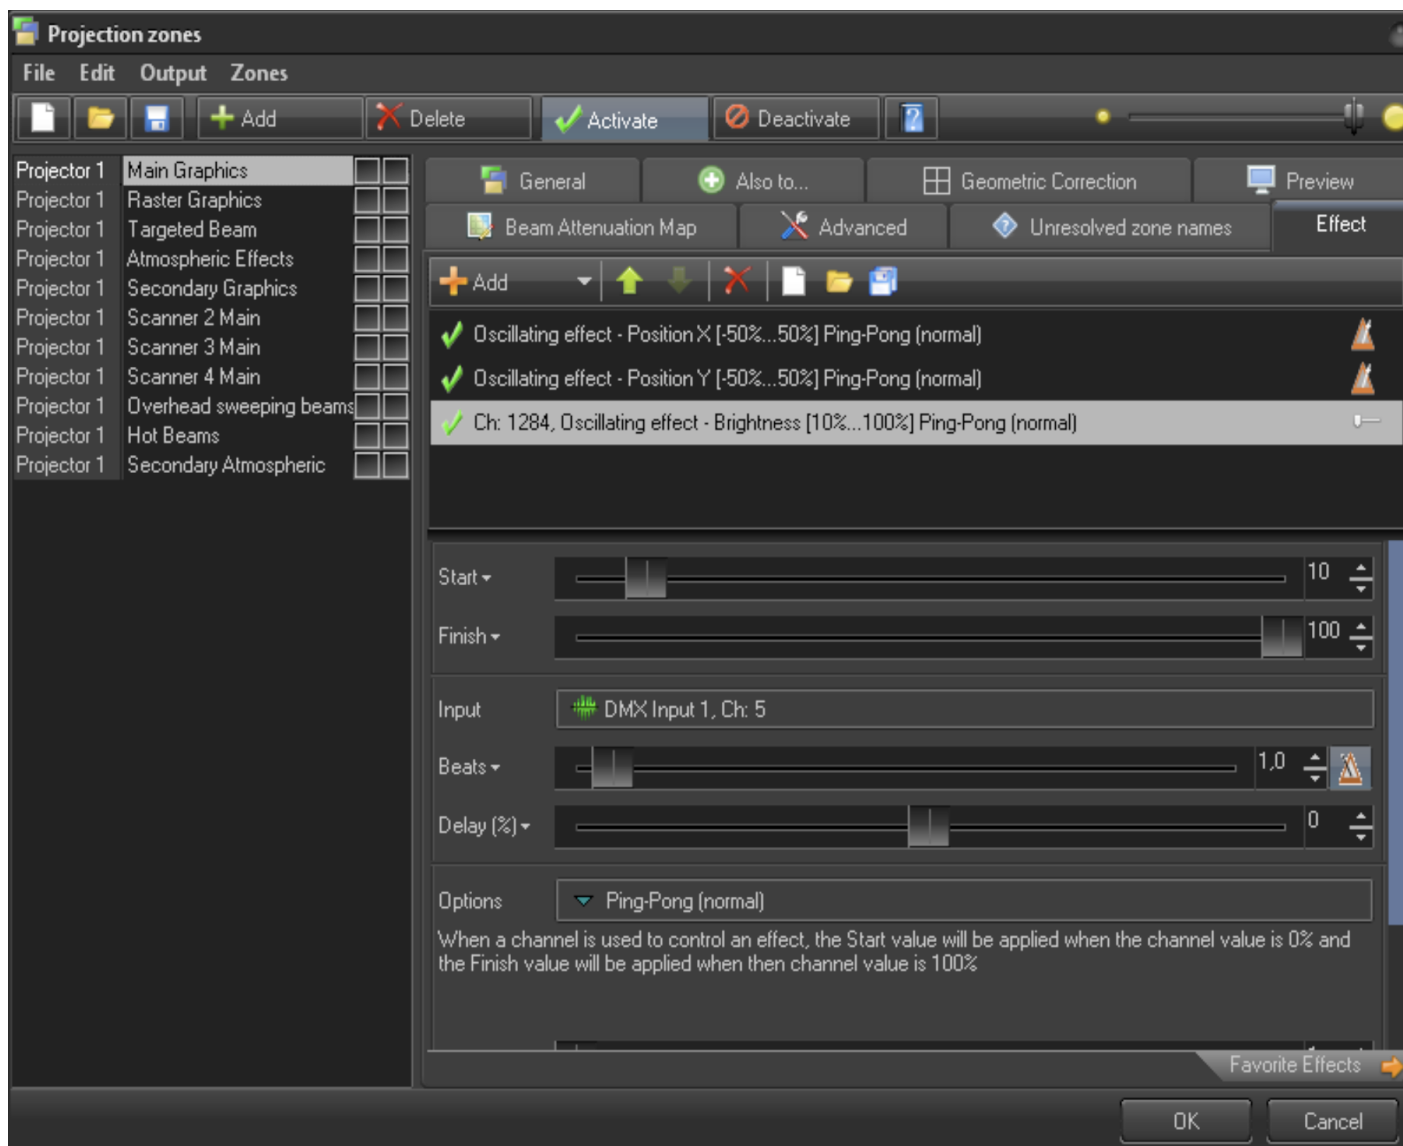 Projection zones
File Edit Output Zones
Add Delete Activate Deactivate
Projector 1 Main Graphics
Projector 1 Raster Graphics
Projector 1 Targeted Beam
Projector 1 Atmospheric Effects
Projector 1 Secondary Graphics
Projector 1 Scanner 2 Main
Projector 1 Scanner 3 Main
Projector 1 Scanner 4 Main
Projector 1 Overhead sweeping beams
Projector 1 Hot Beams
Projector 1 Secondary Atmospheric
General Also to... Geometric Correction Preview
Beam Attenuation Map Advanced Unresolved zone names Effect
Add
Oscillating effect - Position X [-50%...50%] Ping-Pong (normal)
Oscillating effect - Position Y [-50%...50%] Ping-Pong (normal)
Ch: 1284, Oscillating effect - Brightness [10%...100%] Ping-Pong (normal)
Start 10
Finish 100
Input DMX Input 1, Ch: 5
Beats 1,0
Delay (%) 0
Options Ping-Pong (normal)
When a channel is used to control an effect, the Start value will be applied when the channel value is 0% and
the Finish value will be applied when then channel value is 100%
Favorite Effects
OK Cancel